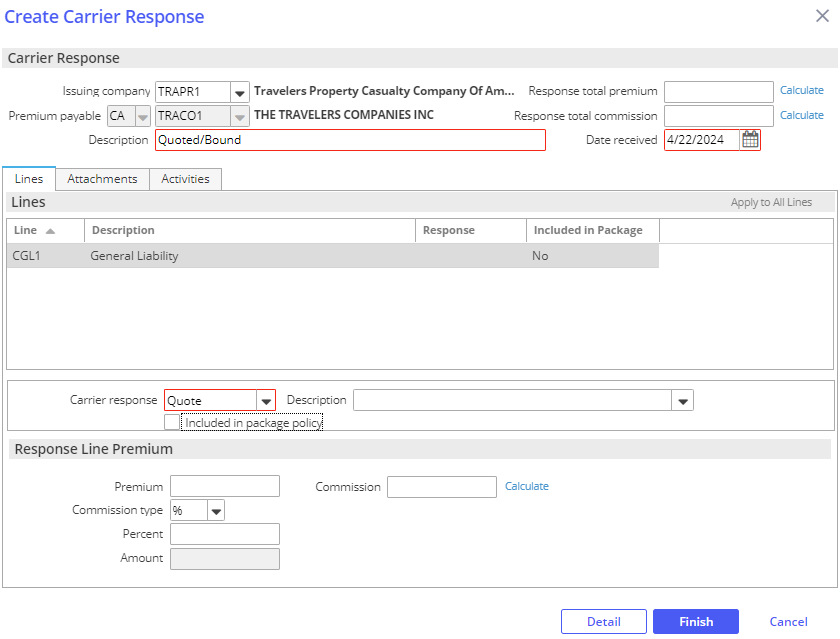 Create Carrier Response
Carrier Response
Issuing company TRAPR1 Travelers Property Casualty Company Of Am... Response total premium Calculate
Premium payable CA TRACO1 THE TRAVELERS COMPANIES INC Response total commission Calculate
Description Quoted/Bound Date received 4/22/2024
Lines Attachments Activities
Lines Apply to All Lines
Line Description Response Included in Package
CGL1 General Liability No
Carrier response Quote Description
Included in package policy
Response Line Premium
Premium Commission Calculate
Commission type %
Percent
Amount
Detail Finish Cancel